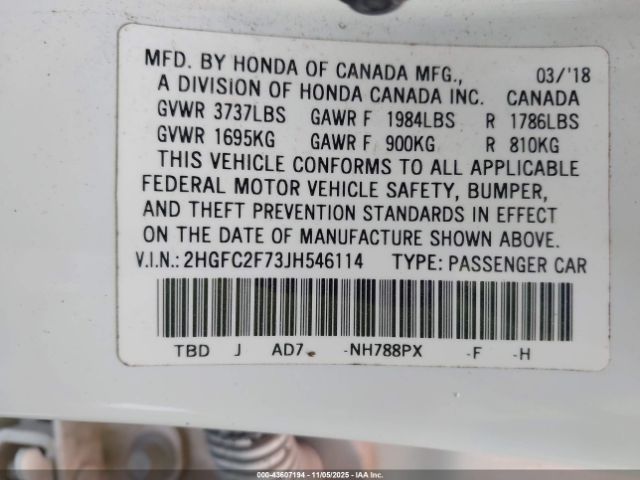 MFD. BY HONDA OF CANADA MFG., 03/'18
A DIVISION OF HONDA CANADA INC. CANADA
GVWR 3737LBS GAWR F 1984LBS R 1786LBS
GVWR 1695KG GAWR F 900KG R 810KG
THIS VEHICLE CONFORMS TO ALL APPLICABLE
FEDERAL MOTOR VEHICLE SAFETY, BUMPER,
AND THEFT PREVENTION STANDARDS IN EFFECT
ON THE DATE OF MANUFACTURE SHOWN ABOVE.
V.I.N.: 2HGFC2F73JH546114 TYPE: PASSENGER CAR
TBD J AD7 -NH788PX -F -H
000-43607194 - 11/05/2025 - IAA Inc.